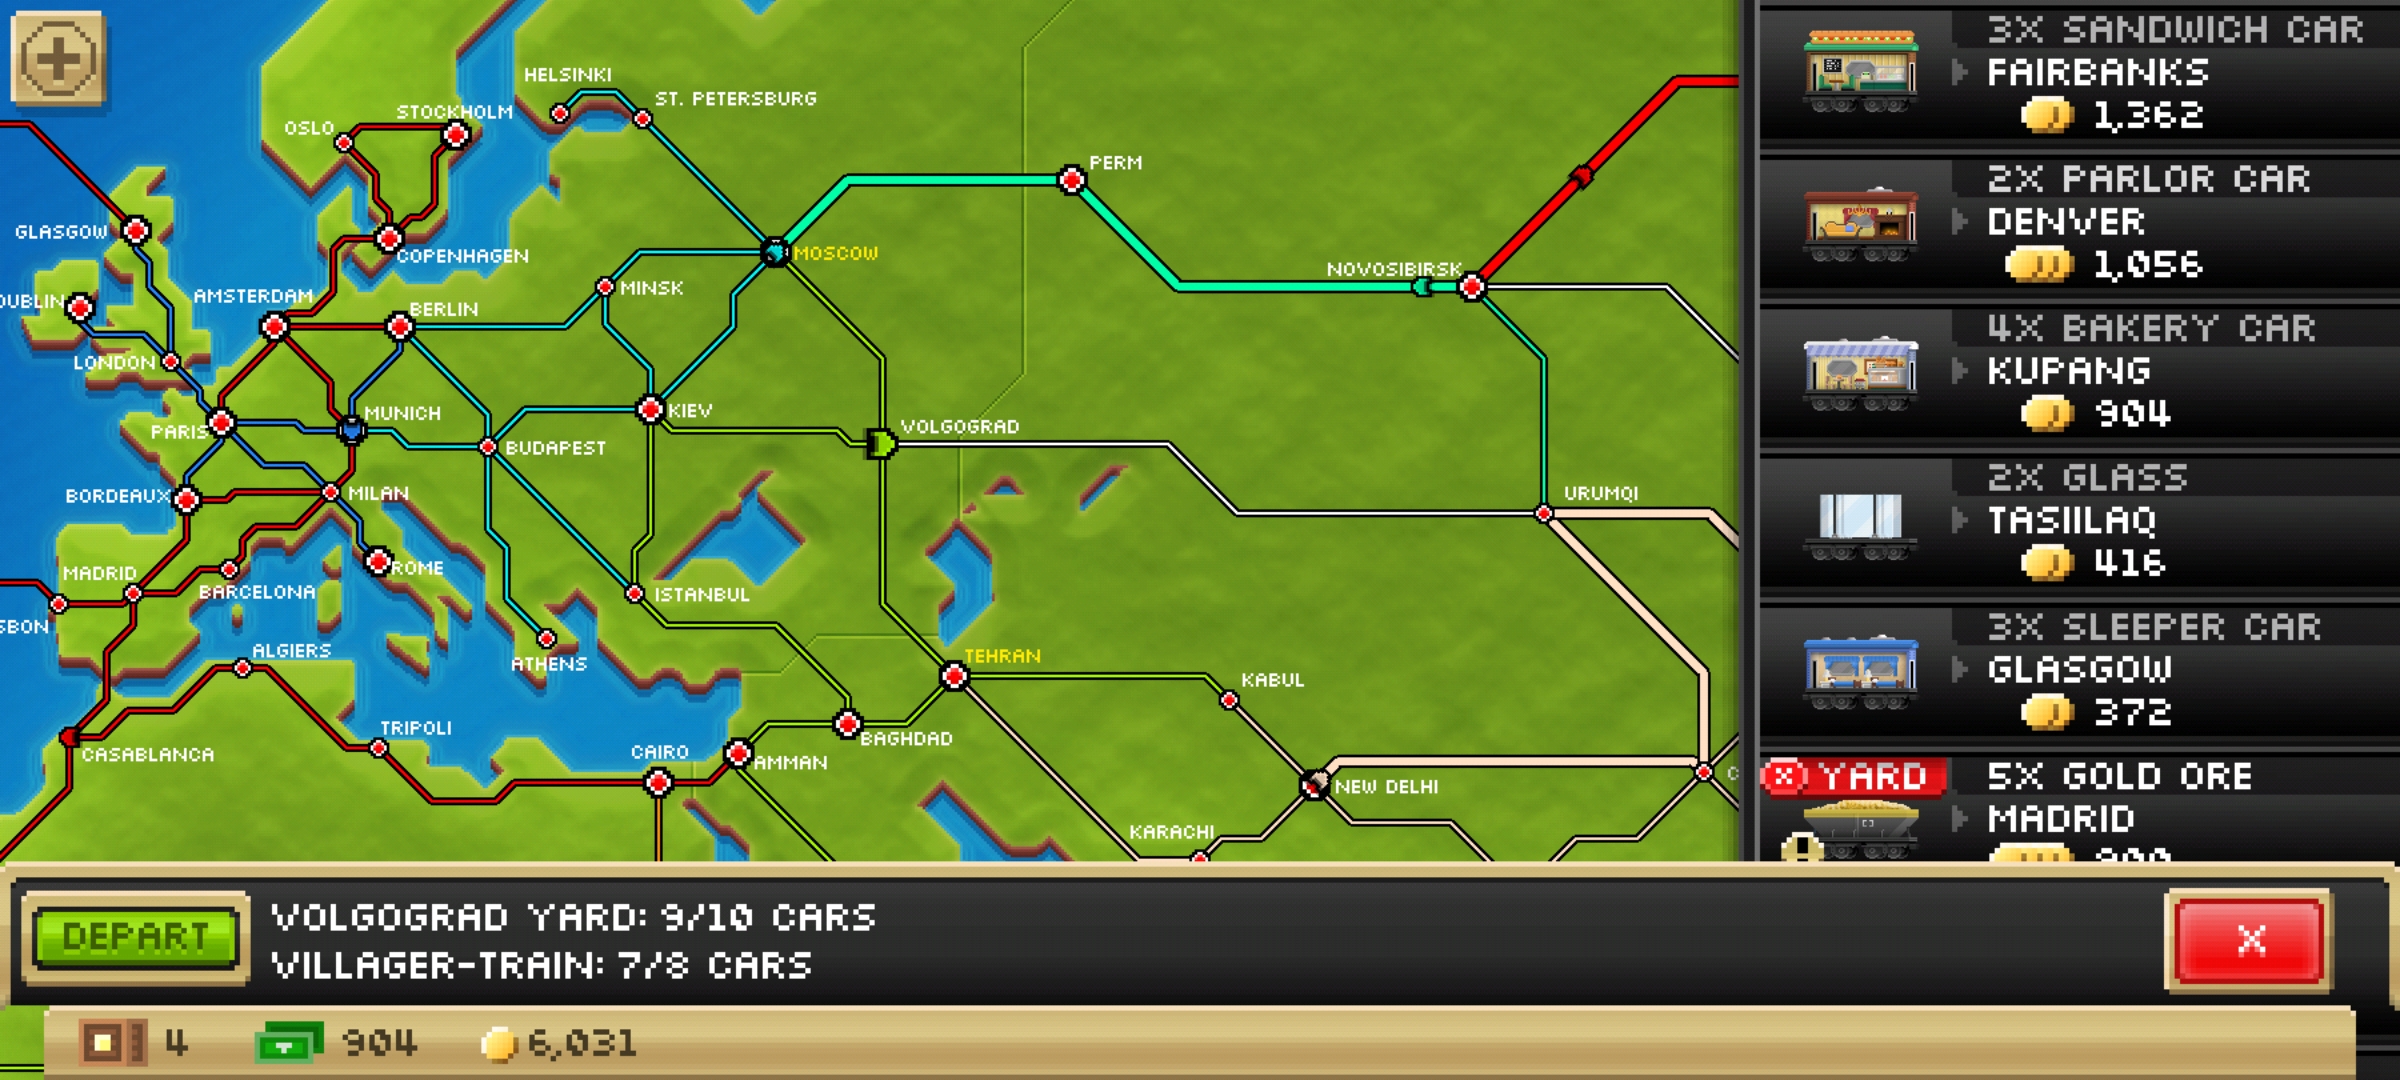 HELSINKI
ST. PETERSBURG
STOCKHOLM
OSLO
PERM
GLASGOW
COPENHAGEN
MOSCOW
NOVOSIBIRSK
MINSK
AMSTERDAM
BERLIN
LONDON
MUNICH
KIEV
PARIS
VOLGOGRAD
BUDAPEST
BORDEAUX
MILAN
URUMQI
MADRID
ROME
BARCELONA
ISTANBUL
ALGIERS
ATHENS
TEHRAN
KABUL
TRIPOLI
CASABLANCA
CAIRO
BAGHDAD
AMMAN
NEW DELHI
KARACHI
3X SANDWICH CAR
FAIRBANKS
1,362
2X PARLOR CAR
DENVER
1,056
4X BAKERY CAR
KUPANG
904
2X GLASS
TASIILAQ
416
3X SLEEPER CAR
GLASGOW
372
X YARD
5X GOLD ORE
MADRID
DEPART
VOLGOGRAD YARD: 9/10 CARS
VILLAGER-TRAIN: 7/8 CARS
X
4
904
6,031